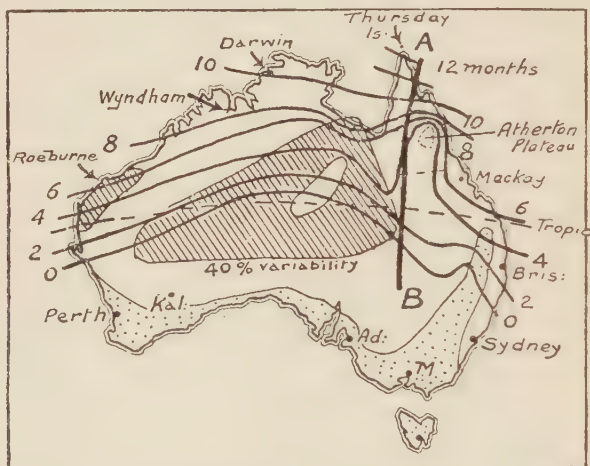 Thursday
Is.
A
Darwin
10
12 months
Wyndham
10
8
Atherton
Plateau
8
Roeburne
Mackay
6
6
4
Tropic
4
2
40% variability
Bris:
0
2
B
0
Kal.
Perth
Ad.
Sydney
M.